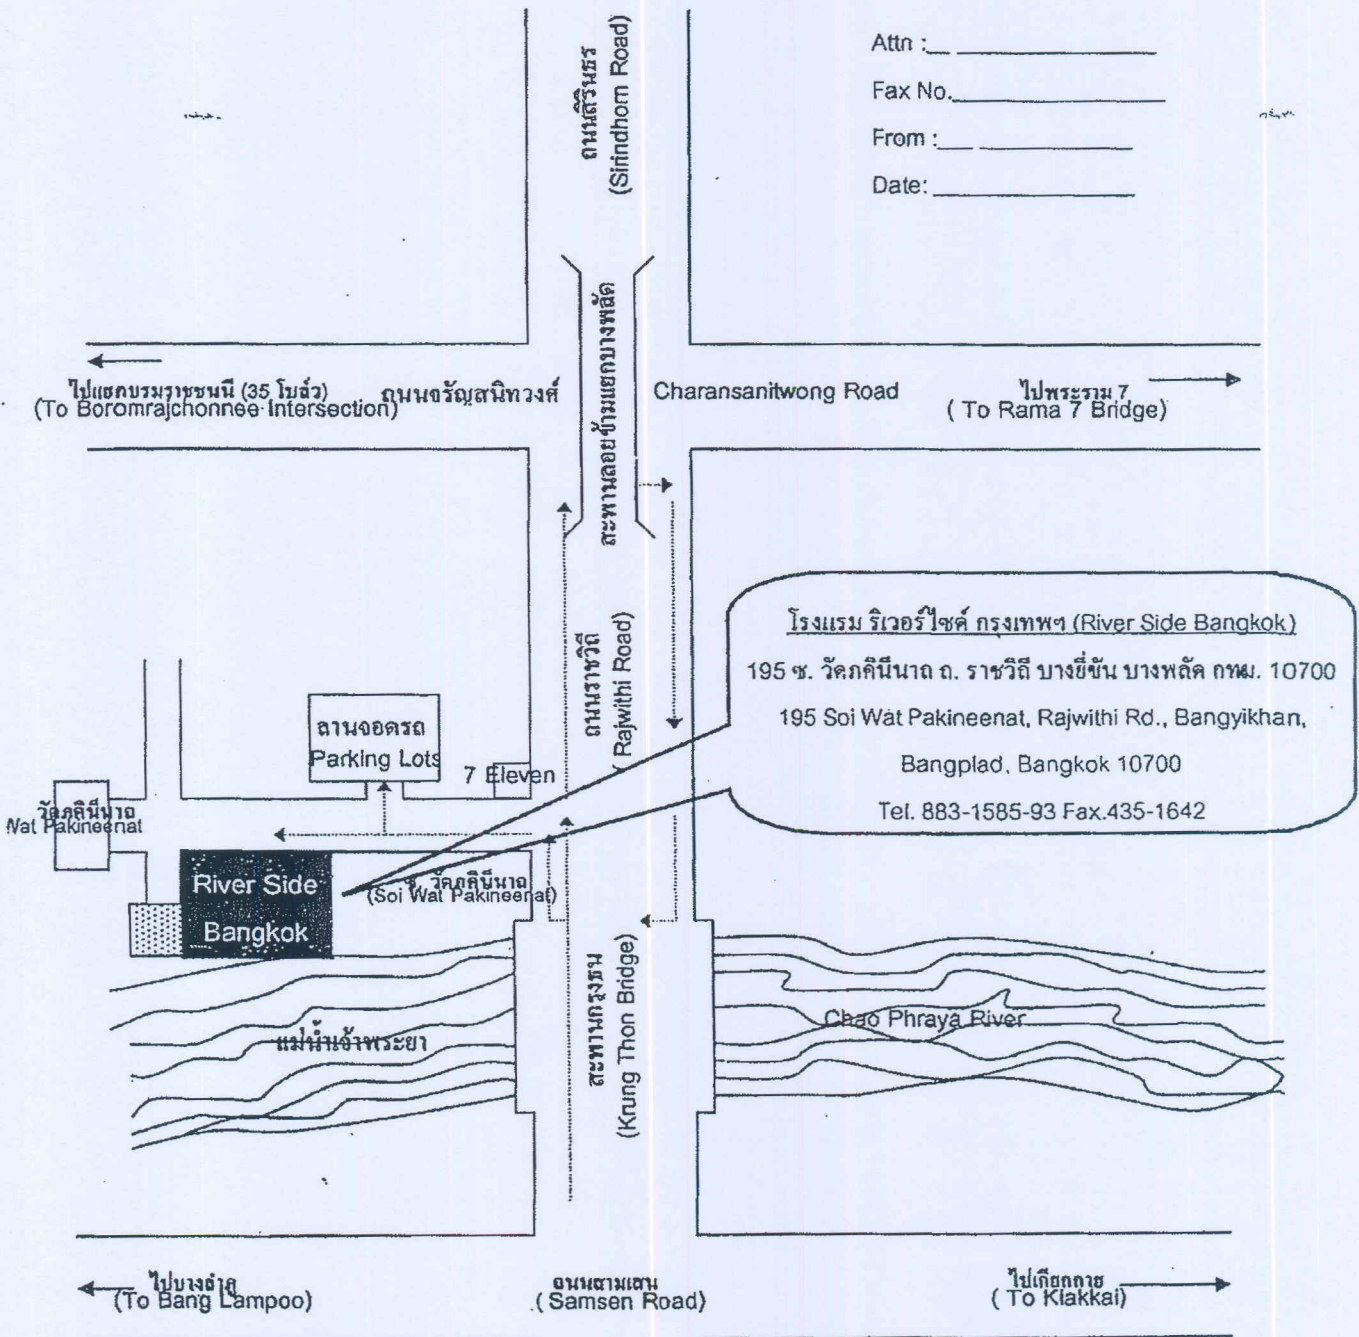 Attn :
Fax No.
From :
Date:
ถนนสิรินธร
(Sirindhorn Road)
สะพานลอยข้ามแยกบางพลัด
ไปแยกบรมราชชนนี (35 โบล์ว)
(To Boromrajchonnee Intersection)
ถนนจรัญสนิทวงศ์
Charansanitwong Road
ไปพระราม 7
( To Rama 7 Bridge)
โรงแรม ริเวอร์ไซด์ กรุงเทพฯ (River Side Bangkok)
195 ซ. วัดภคินีนาถ ถ. ราชวิถี บางยี่ขัน บางพลัด กทม. 10700
195 Soi Wat Pakineenat, Rajwithi Rd., Bangyikhan,
Bangplad, Bangkok 10700
Tel. 883-1585-93 Fax.435-1642
ถนนราชวิถี
( Rajwithi Road)
ลานจอดรถ
Parking Lots
7 Eleven
วัดภคินีนาถ
Wat Pakineenat
River Side
Bangkok
ซ. วัดภคินีนาถ
(Soi Wat Pakineenat)
สะพานกรุงธน
(Krung Thon Bridge)
แม่น้ำเจ้าพระยา
Chao Phraya River
ไปบางลำภู
(To Bang Lampoo)
ถนนสามเสน
( Samsen Road)
ไปเกียกกาย
( To Kiakkai)